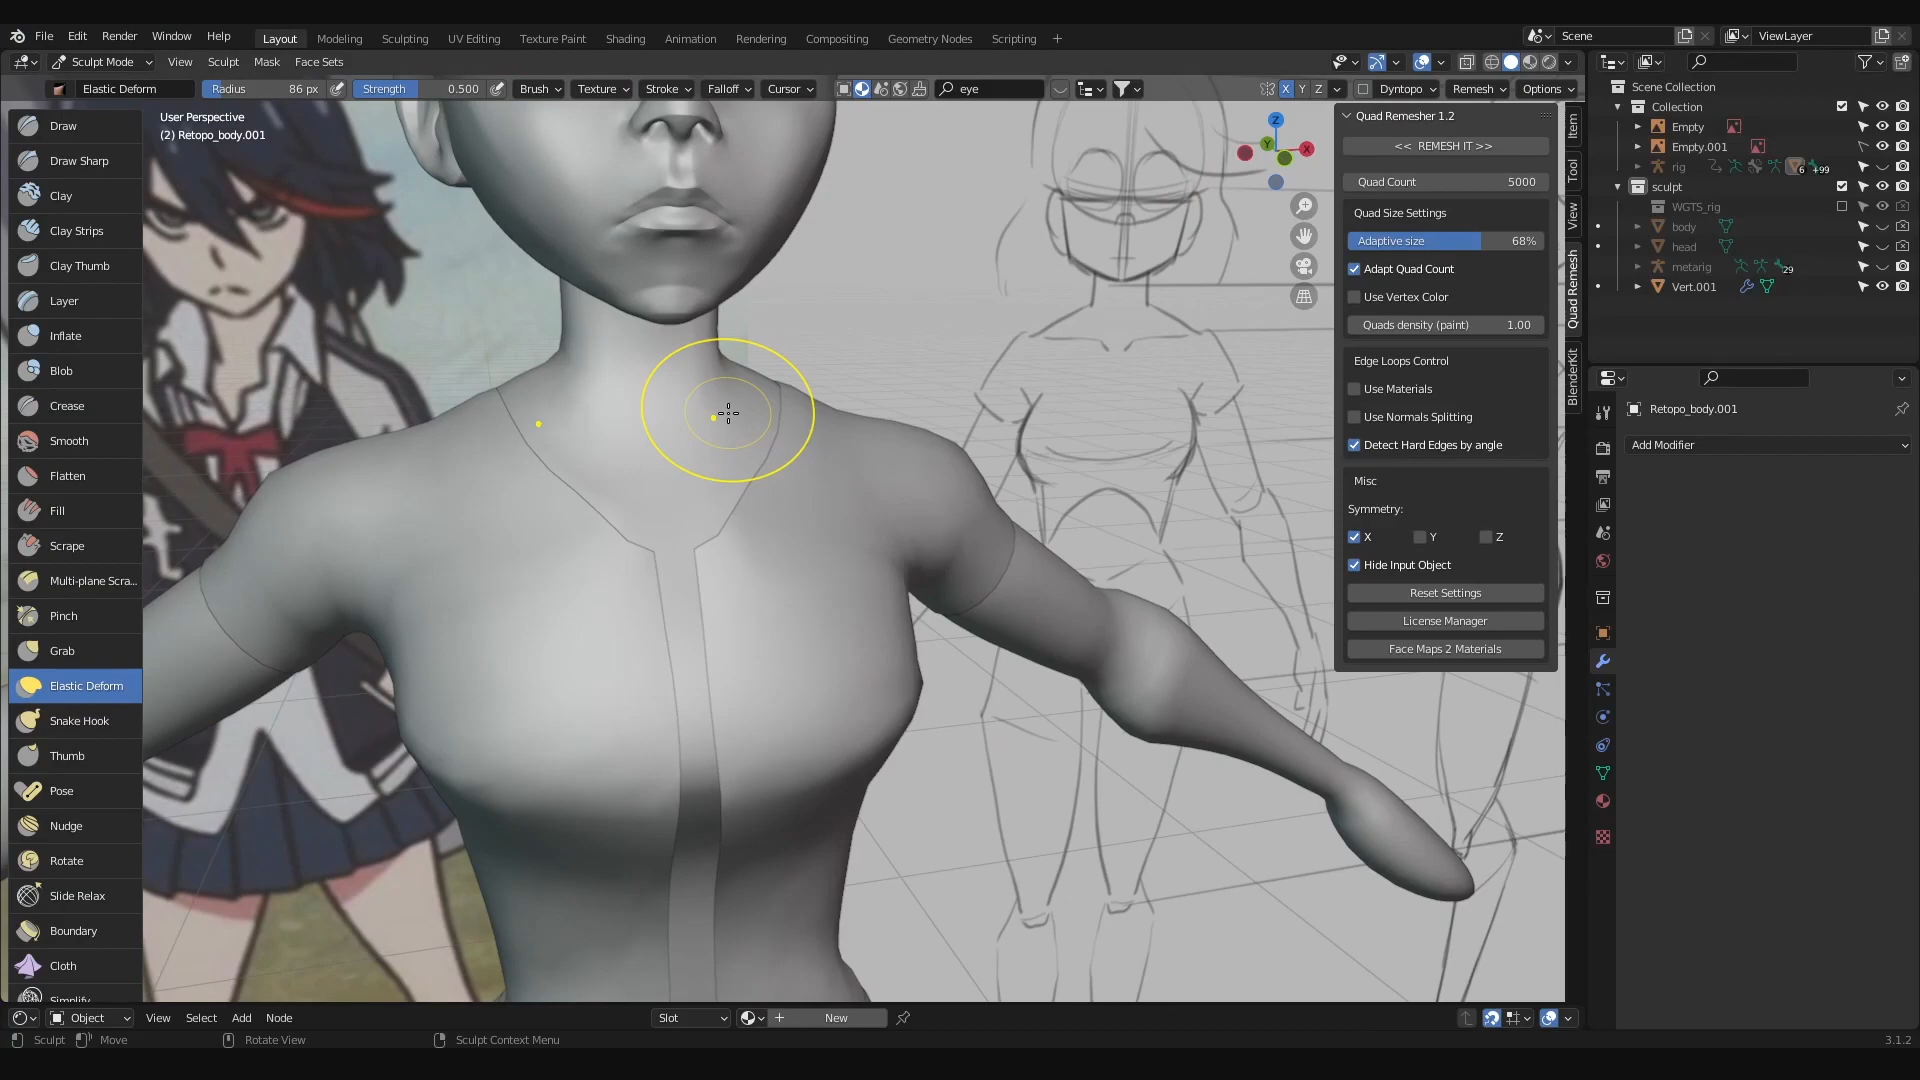 File Edit Render Window Help Layout Modeling Sculpting UV Editing Texture Paint Shading Animation Rendering Compositing Geometry Nodes Scripting + Scene ViewLayer
Sculpt Mode View Sculpt Mask Face Sets
Elastic Deform Radius 86 px Strength 0.500 Brush Texture Stroke Falloff Cursor eye X Y Z Dyntopo Remesh Options
User Perspective
(2) Retopo_body.001
Draw
Draw Sharp
Clay
Clay Strips
Clay Thumb
Layer
Inflate
Blob
Crease
Smooth
Flatten
Fill
Scrape
Multi-plane Scra...
Pinch
Grab
Elastic Deform
Snake Hook
Thumb
Pose
Nudge
Rotate
Slide Relax
Boundary
Cloth
Simplify
Z
Y
X
Quad Remesher 1.2
<< REMESH IT >>
Quad Count 5000
Quad Size Settings
Adaptive size 68%
Adapt Quad Count
Use Vertex Color
Quads density (paint) 1.00
Edge Loops Control
Use Materials
Use Normals Splitting
Detect Hard Edges by angle
Misc
Symmetry:
X Y Z
Hide Input Object
Reset Settings
License Manager
Face Maps 2 Materials
Item
Tool
View
Quad Remesh
BlenderKit
Scene Collection
Collection
Empty
Empty.001
rig 6 +99
sculpt
WGTS_rig
body
head
metarig 29
Vert.001
Retopo_body.001
Add Modifier
Object View Select Add Node Slot New
Sculpt Move Rotate View Sculpt Context Menu 3.1.2